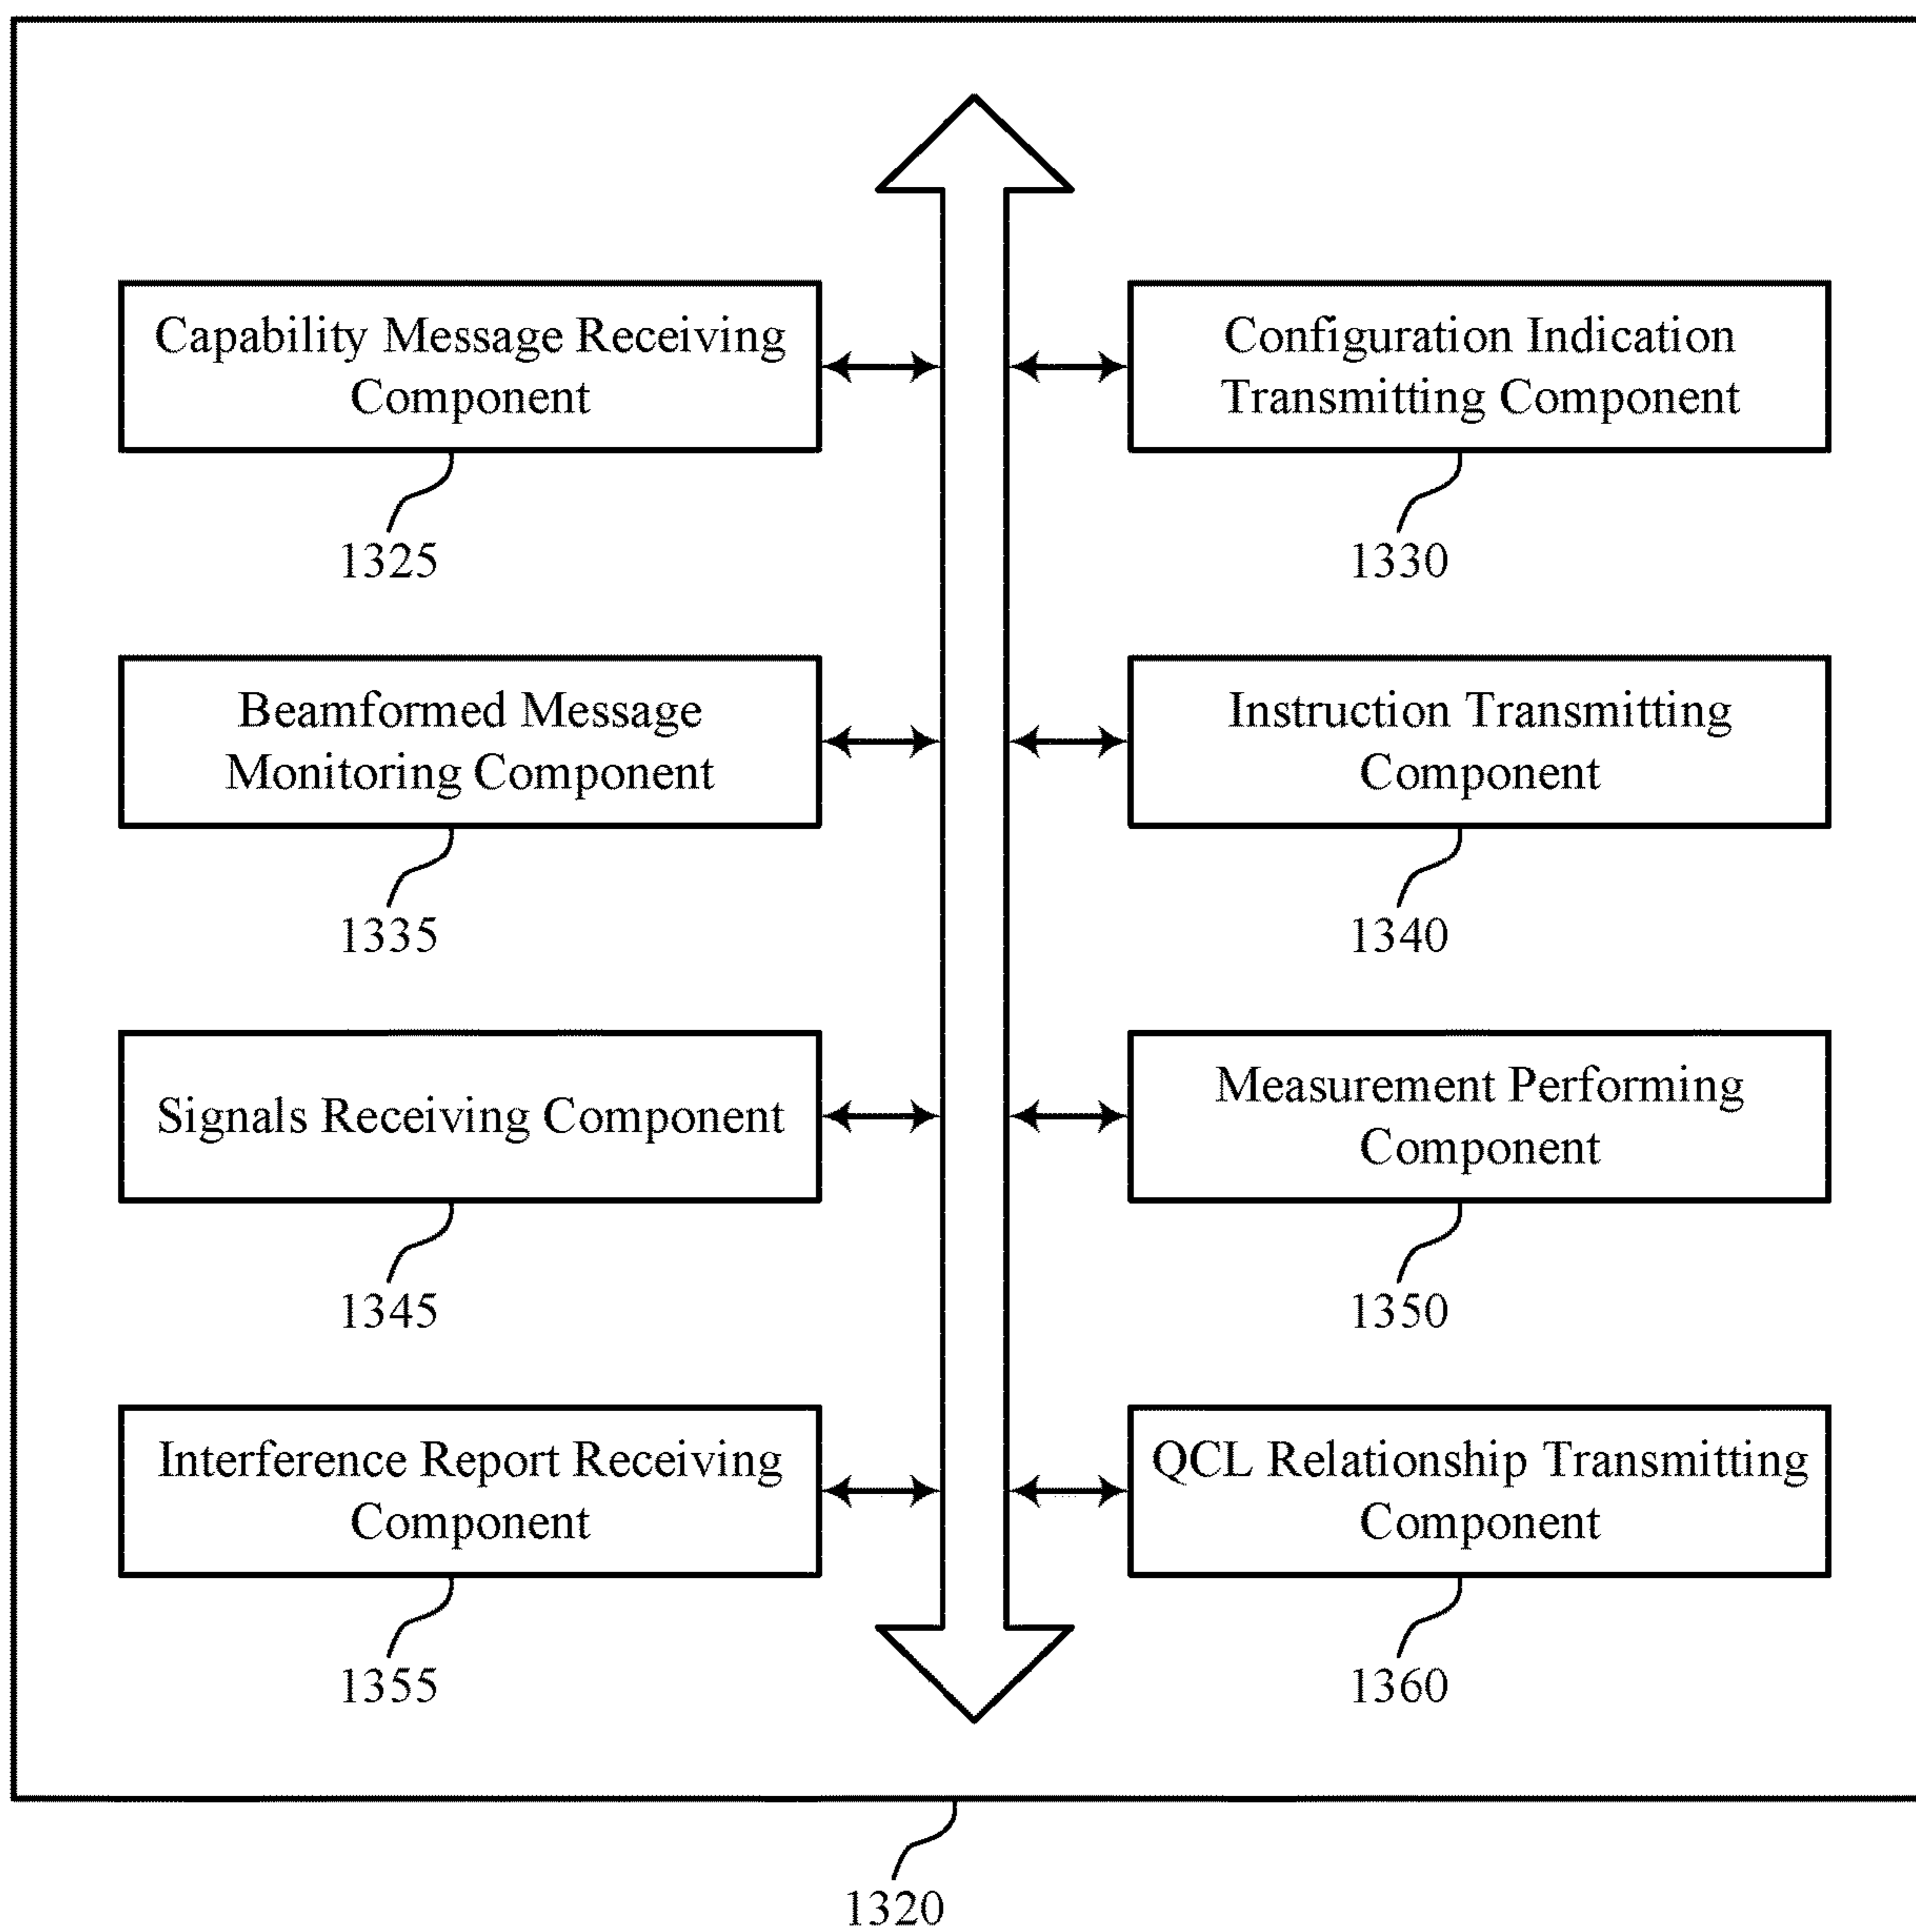 Capability Message Receiving
Component
1325
Configuration Indication
Transmitting Component
1330
Beamformed Message
Monitoring Component
1335
Instruction Transmitting
Component
1340
Signals Receiving Component
1345
Measurement Performing
Component
1350
Interference Report Receiving
Component
1355
QCL Relationship Transmitting
Component
1360
1320